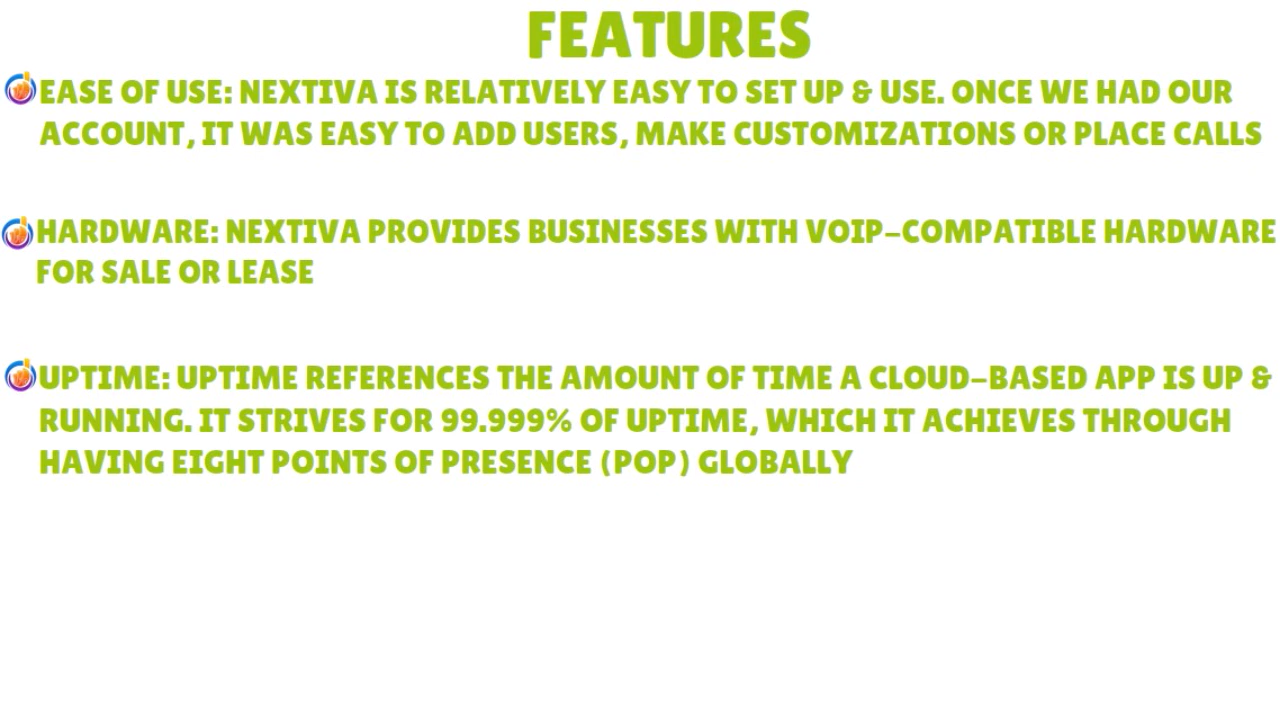 FEATURES
EASE OF USE: NEXTIVA IS RELATIVELY EASY TO SET UP & USE. ONCE WE HAD OUR
ACCOUNT, IT WAS EASY TO ADD USERS, MAKE CUSTOMIZATIONS OR PLACE CALLS
HARDWARE: NEXTIVA PROVIDES BUSINESSES WITH VOIP-COMPATIBLE HARDWARE
FOR SALE OR LEASE
UPTIME: UPTIME REFERENCES THE AMOUNT OF TIME A CLOUD-BASED APP IS UP &
RUNNING. IT STRIVES FOR 99.999% OF UPTIME, WHICH IT ACHIEVES THROUGH
HAVING EIGHT POINTS OF PRESENCE (POP) GLOBALLY